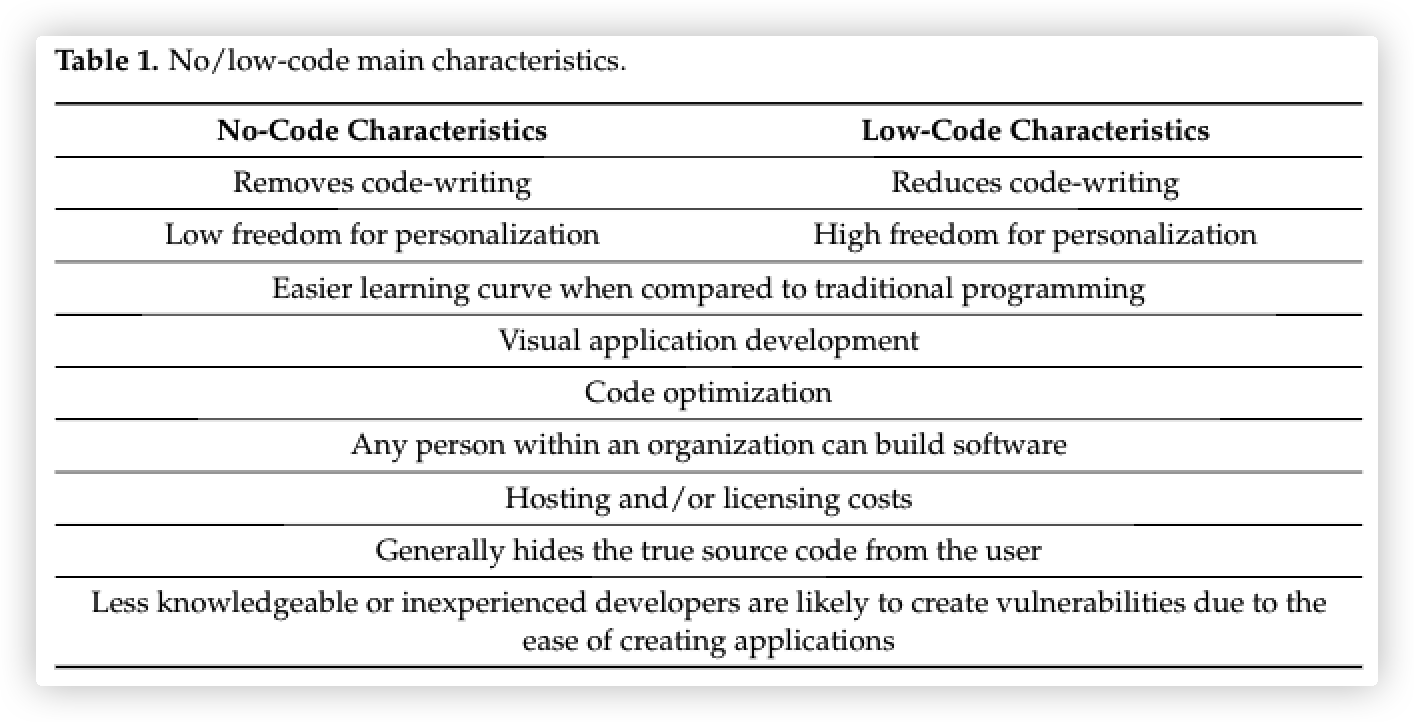 Table 1. No/low-code main characteristics.
No-Code Characteristics Low-Code Characteristics
Removes code-writing Reduces code-writing
Low freedom for personalization High freedom for personalization
Easier learning curve when compared to traditional programming
Visual application development
Code optimization
Any person within an organization can build software
Hosting and/or licensing costs
Generally hides the true source code from the user
Less knowledgeable or inexperienced developers are likely to create vulnerabilities due to the
ease of creating applications